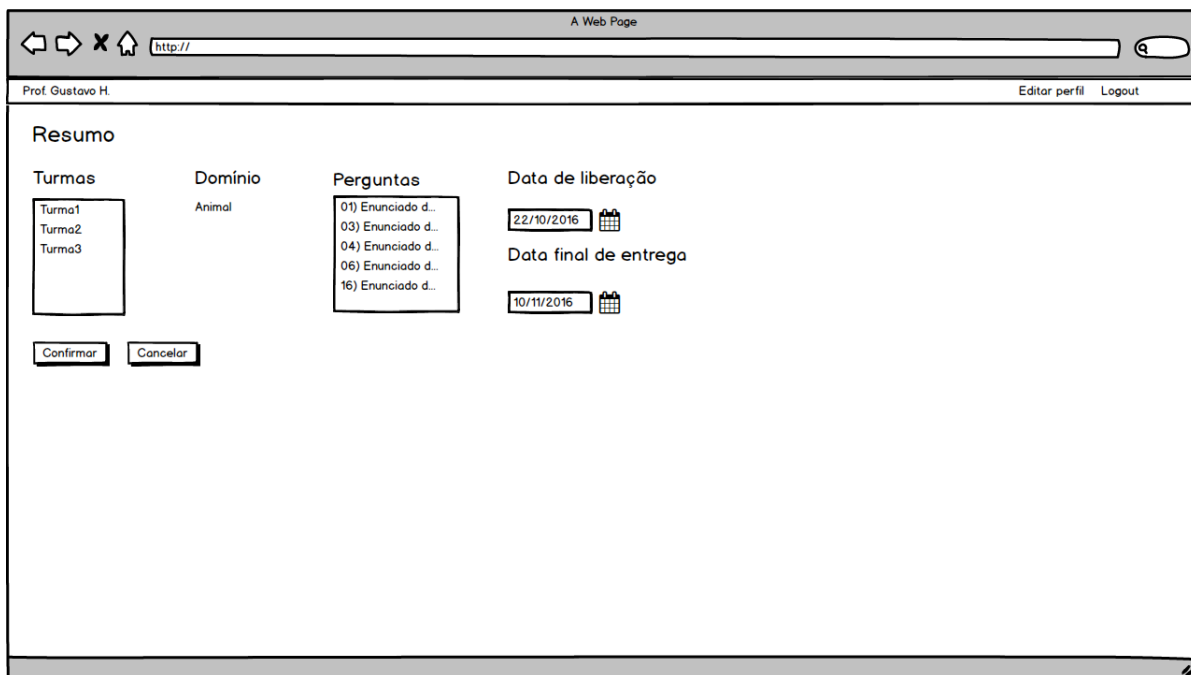 A Web Page
http://
Prof. Gustavo H.
Editar perfil
Logout
Resumo
Turmas
Turma1
Turma2
Turma3
Domínio
Animal
Perguntas
01) Enunciado d...
03) Enunciado d...
04) Enunciado d...
06) Enunciado d...
16) Enunciado d...
Data de liberação
22/10/2016
Data final de entrega
10/11/2016
Confirmar
Cancelar